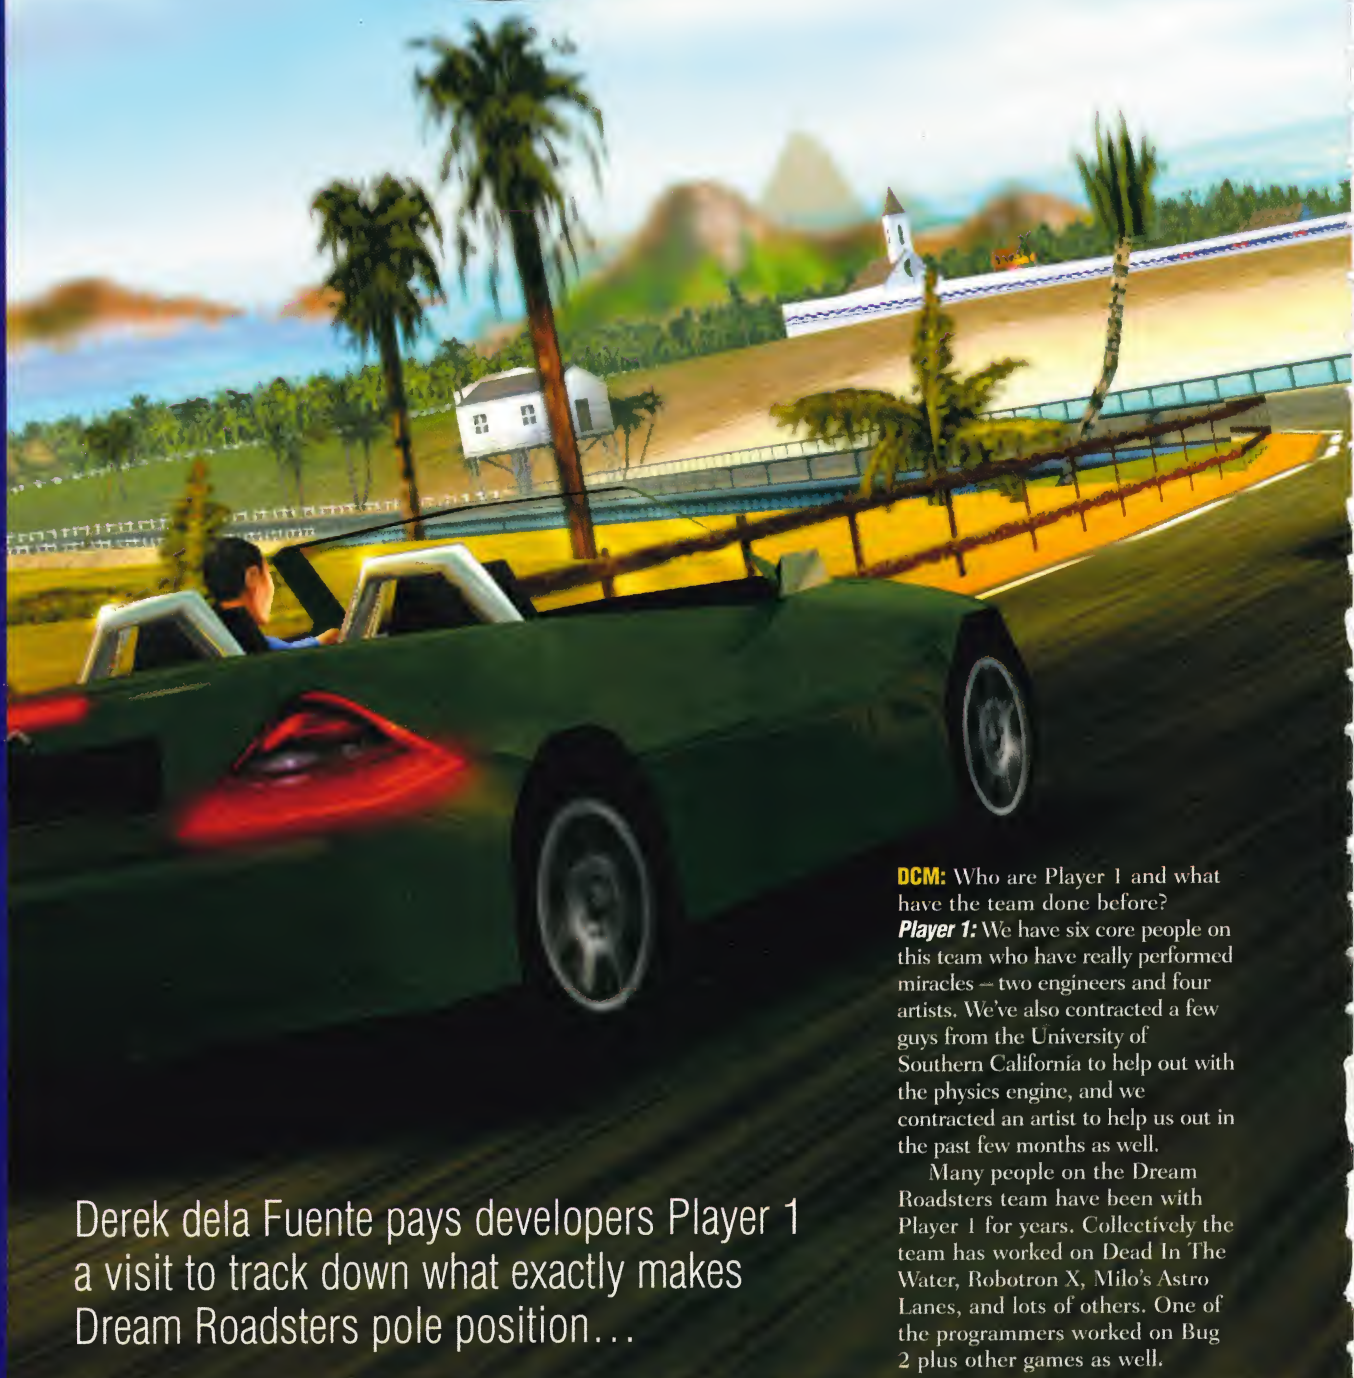 DCM: Who are Player 1 and what
have the team done before?
Player 1: We have six core people on
this team who have really performed
miracles – two engineers and four
artists. We've also contracted a few
guys from the University of
Southern California to help out with
the physics engine, and we
contracted an artist to help us out in
the past few months as well.
Many people on the Dream
Roadsters team have been with
Player 1 for years. Collectively the
team has worked on Dead In The
Water, Robotron X, Milo's Astro
Lanes, and lots of others. One of
the programmers worked on Bug
2 plus other games as well.
Derek dela Fuente pays developers Player 1
a visit to track down what exactly makes
Dream Roadsters pole position...